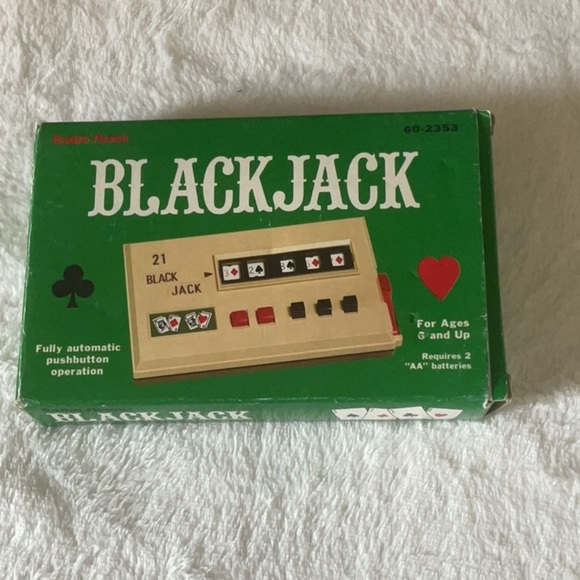 Radio Shack
60-2353
BLACKJACK
21
BLACK
JACK
Fully automatic
pushbutton
operation
For Ages
6 and Up
Requires 2
"AA" batteries
BLACKJACK